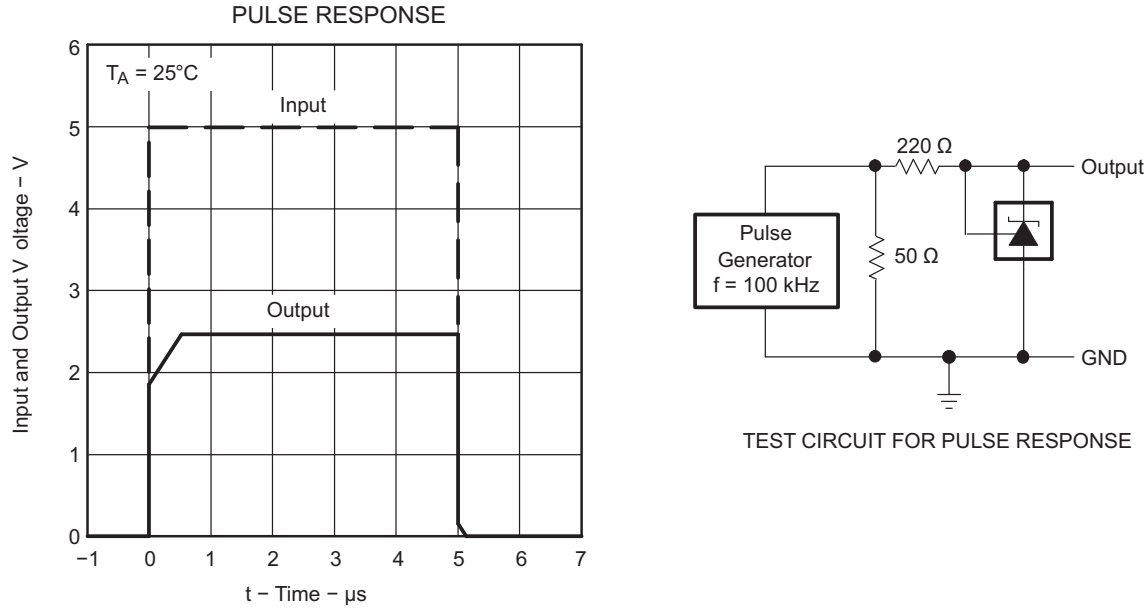 PULSE RESPONSE
6
5
4
3
2
1
0
Input and Output V oltage − V
T_A = 25°C
Input
Output
−1 0 1 2 3 4 5 6 7
t − Time − μs
220 Ω
Output
Pulse
Generator
f = 100 kHz
50 Ω
GND
TEST CIRCUIT FOR PULSE RESPONSE